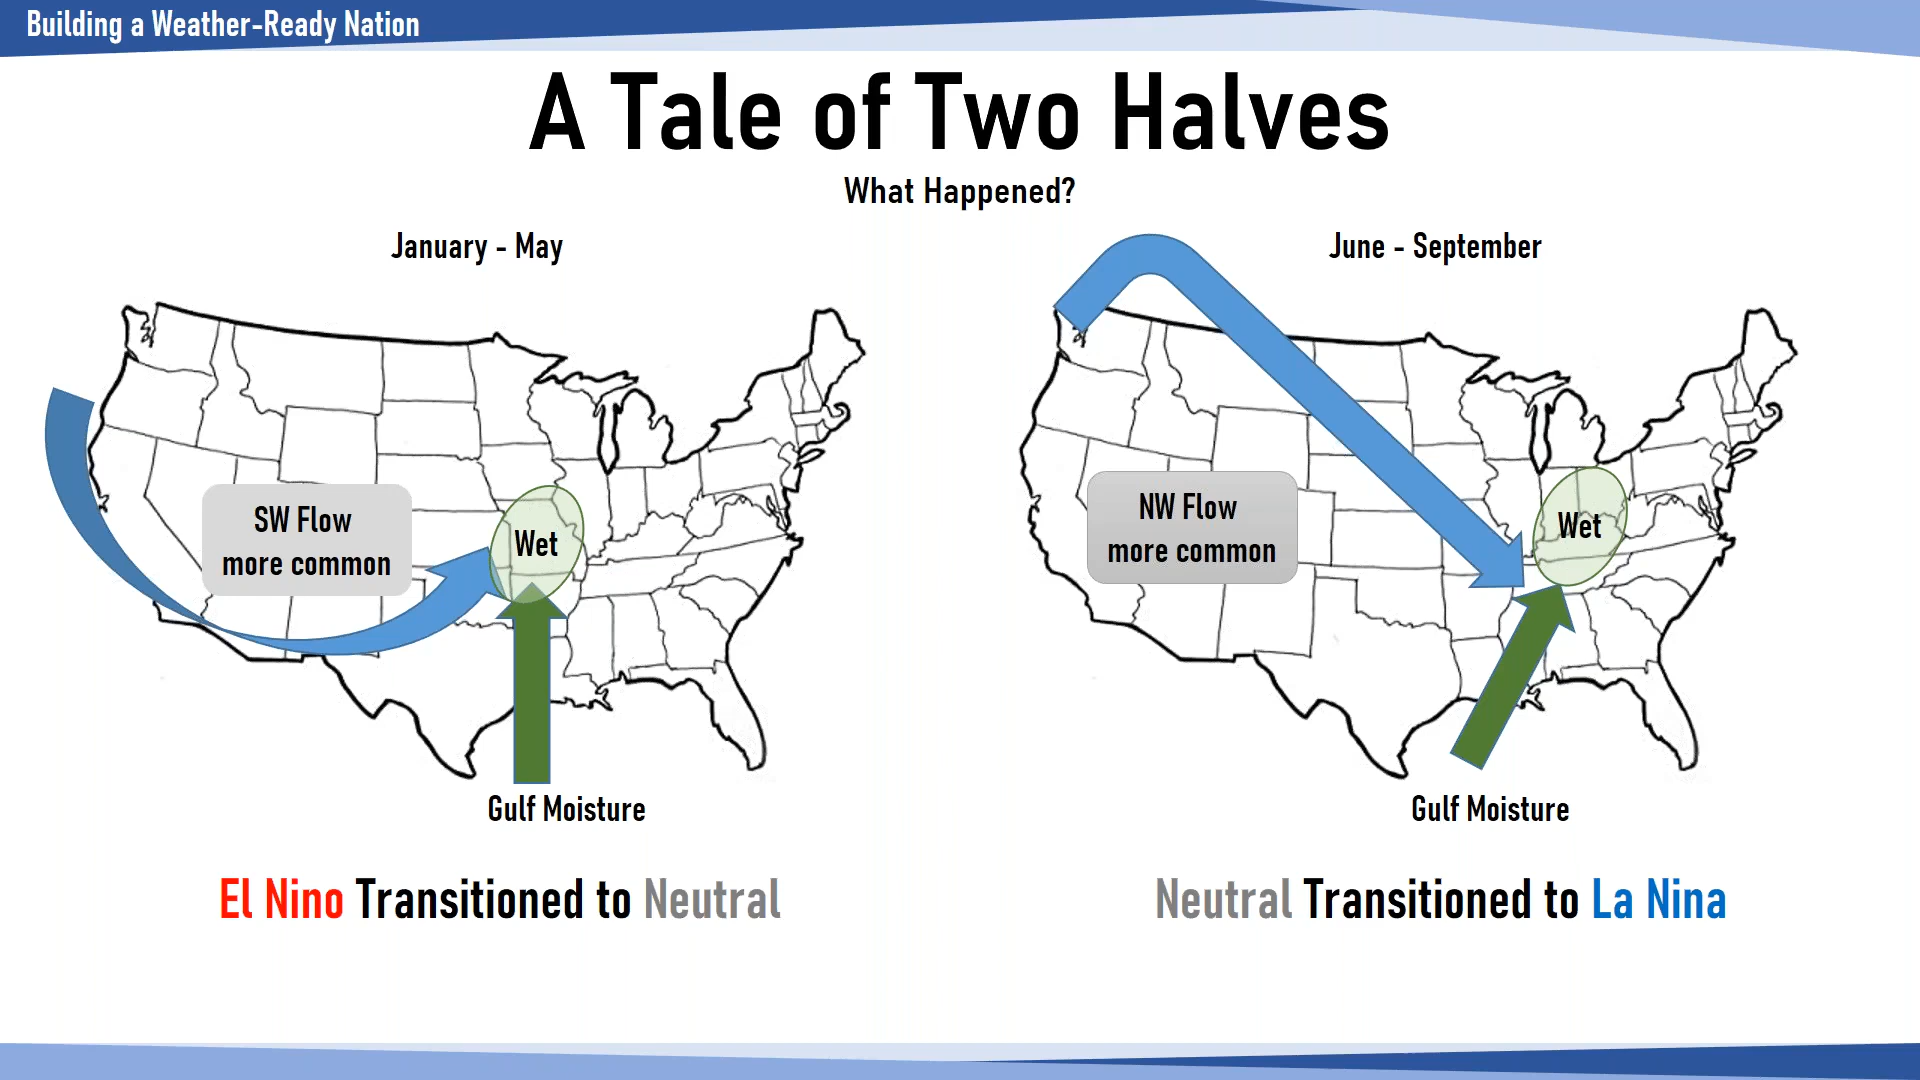 Building a Weather-Ready Nation
A Tale of Two Halves
What Happened?
January - May
SW Flow
more common
Wet
Gulf Moisture
El Nino Transitioned to Neutral
June - September
NW Flow
more common
Wet
Gulf Moisture
Neutral Transitioned to La Nina